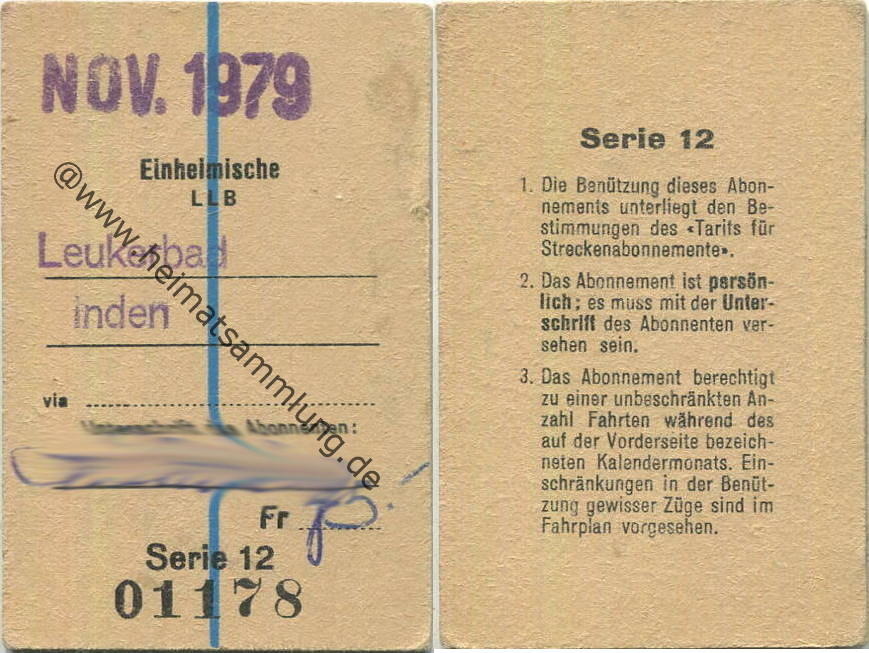 NOV. 1979
Einheimische
LLB
Leukerbad
inden
via
Unterschrift des Abonnenten:
Fr
Serie 12
01178
@www.heimatsammlung.de
Serie 12
1. Die Benützung dieses Abon-
nements unterliegt den Be-
stimmungen des «Tarifs für
Streckenabonnemente».
2. Das Abonnement ist persön-
lich; es muss mit der Unter-
schrift des Abonnenten ver-
sehen sein.
3. Das Abonnement berechtigt
zu einer unbeschränkten An-
zahl Fahrten während des
auf der Vorderseite bezeich-
neten Kalendermonats. Ein-
schränkungen in der Benüt-
zung gewisser Züge sind im
Fahrplan vorgesehen.